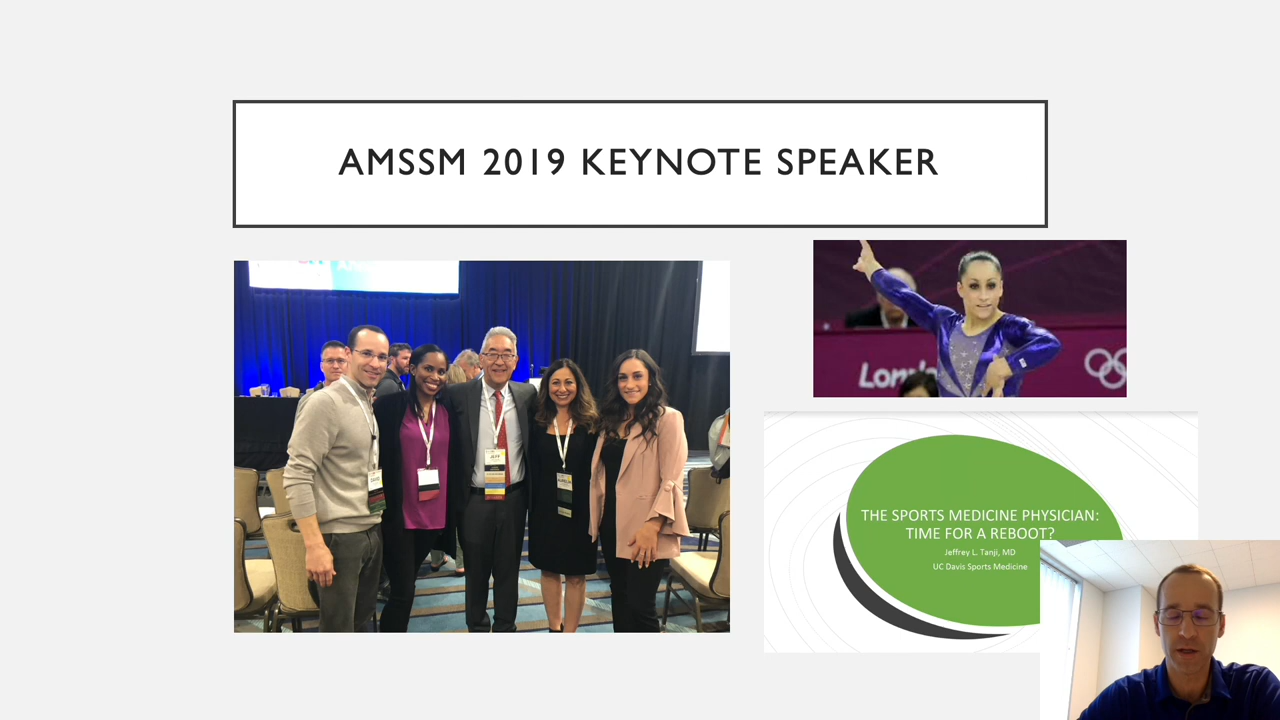 AMSSM 2019 KEYNOTE SPEAKER
London
THE SPORTS MEDICINE PHYSICIAN:
TIME FOR A REBOOT?
Jeffrey L. Tanji, MD
UC Davis Sports Medicine
JEFF